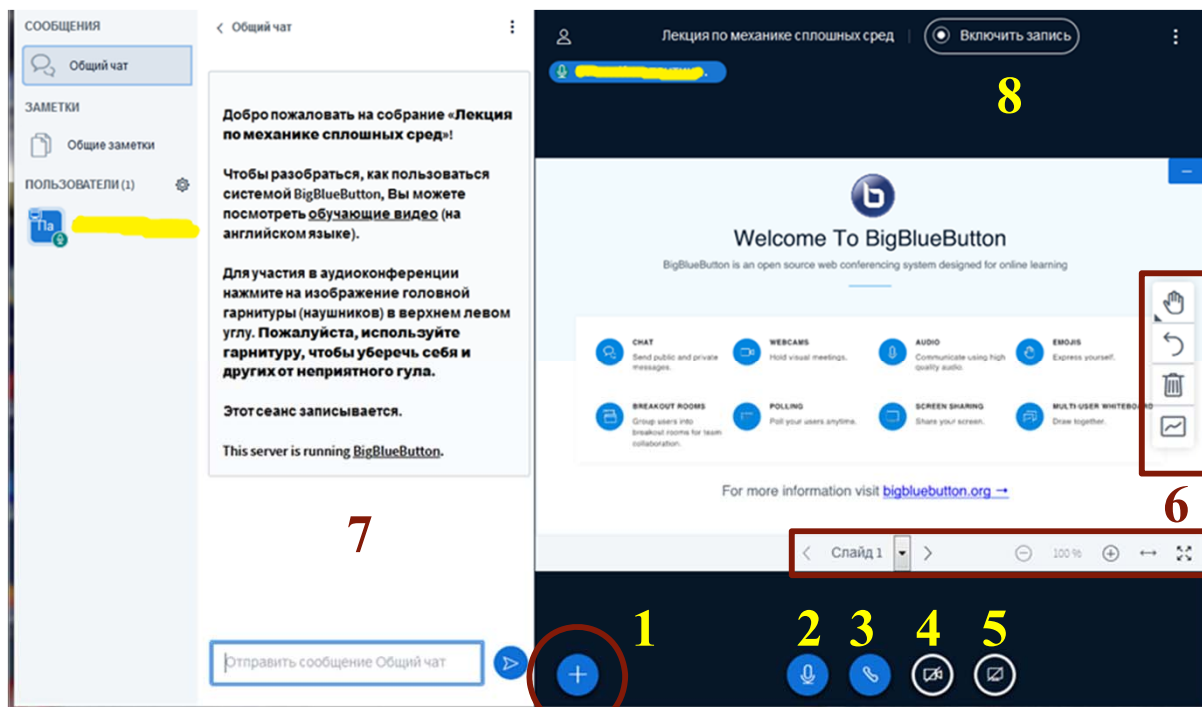 СООБЩЕНИЯ
Общий чат
ЗАМЕТКИ
Общие заметки
ПОЛЬЗОВАТЕЛИ (1)
Па
Общий чат
Добро пожаловать на собрание «Лекция
по механике сплошных сред»!
Чтобы разобраться, как пользоваться
системой BigBlueButton, Вы можете
посмотреть обучающие видео (на
английском языке).
Для участия в аудиоконференции
нажмите на изображение головной
гарнитуры (наушников) в верхнем левом
углу. Пожалуйста, используйте
гарнитуру, чтобы уберечь себя и
других от неприятного гула.
Этот сеанс записывается.
This server is running BigBlueButton.
7
Отправить сообщение Общий чат
Лекция по механике сплошных сред
Включить запись
8
b
Welcome To BigBlueButton
BigBlueButton is an open source web conferencing system designed for online learning
CHAT
Send public and private
messages.
WEBCAMS
Hold visual meetings.
AUDIO
Communicate using high
quality audio.
EMOJIS
Express yourself.
BREAKOUT ROOMS
Group users into
breakout rooms for team
collaboration.
POLLING
Poll your users anytime.
SCREEN SHARING
Share your screen.
MULTI-USER WHITEBOARD
Draw together.
For more information visit bigbluebutton.org →
6
Слайд 1
100 %
1
2
3
4
5